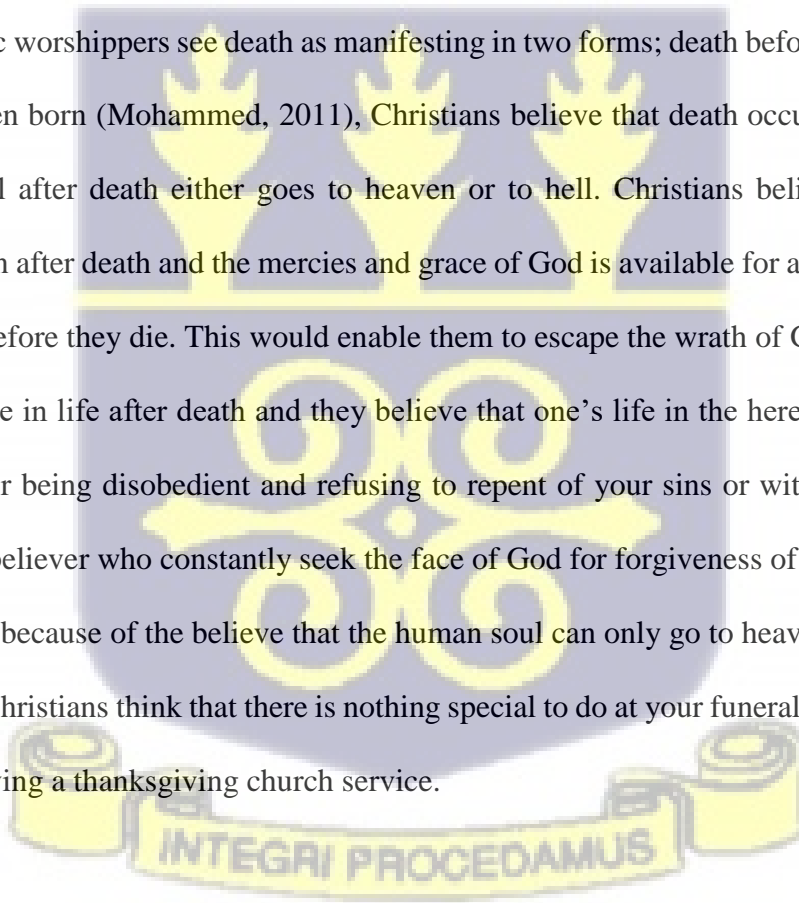 c worshippers see death as manifesting in two forms; death befo
en born (Mohammed, 2011), Christians believe that death occu
l after death either goes to heaven or to hell. Christians beli
n after death and the mercies and grace of God is available for a
efore they die. This would enable them to escape the wrath of
e in life after death and they believe that one’s life in the here
r being disobedient and refusing to repent of your sins or wit
believer who constantly seek the face of God for forgiveness of
because of the believe that the human soul can only go to heav
hristians think that there is nothing special to do at your funeral
ving a thanksgiving church service.
INTEGRI PROCEDAMUS